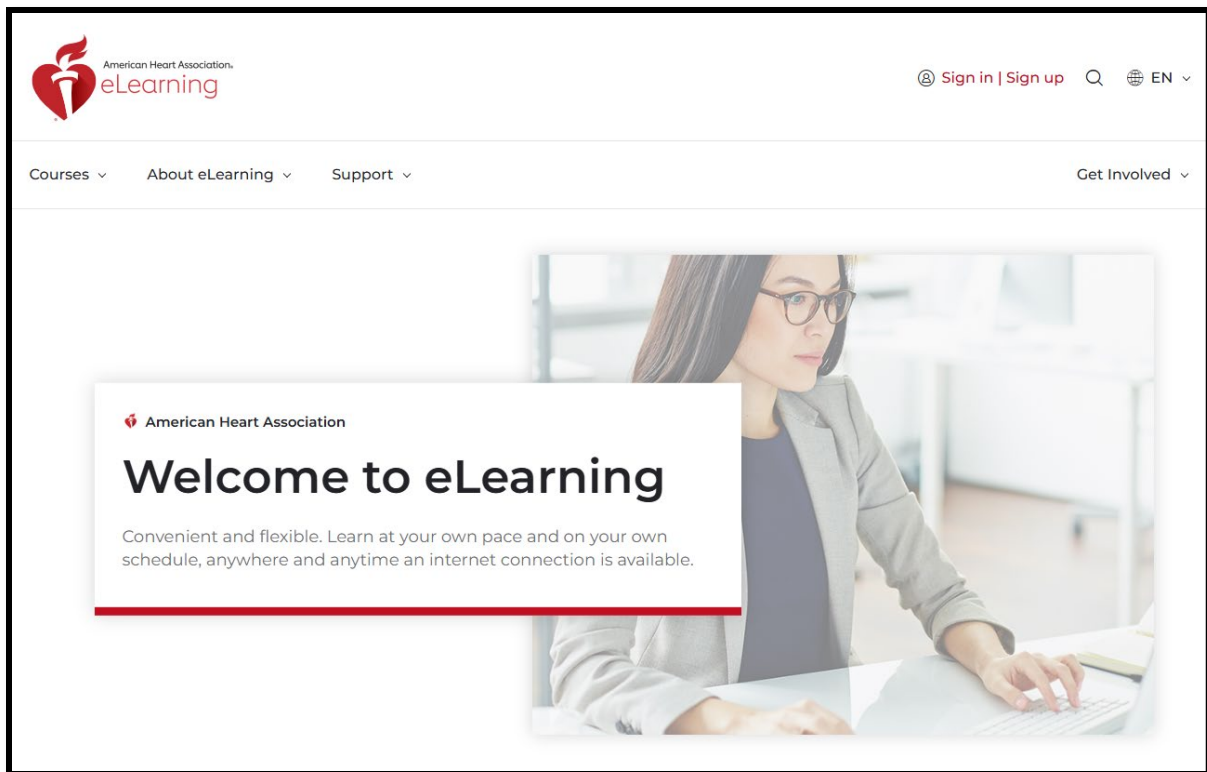 American Heart Association.
eLearning
Sign in | Sign up
EN
Courses
About eLearning
Support
Get Involved
American Heart Association
Welcome to eLearning
Convenient and flexible. Learn at your own pace and on your own
schedule, anywhere and anytime an internet connection is available.